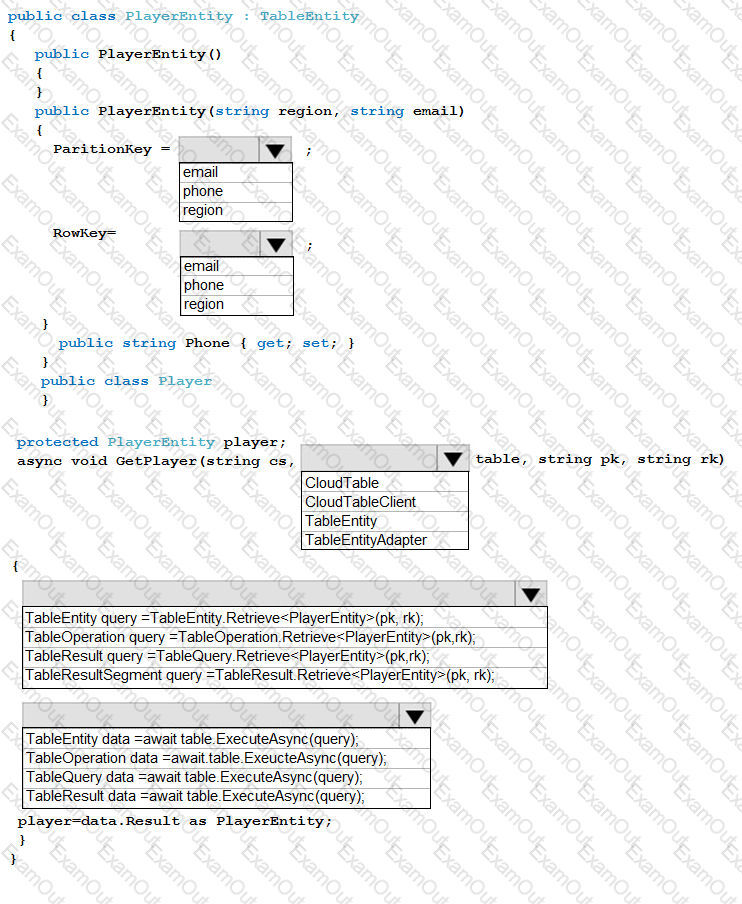 public class PlayerEntity : TableEntity
{
public PlayerEntity()
{
}
public PlayerEntity(string region, string email)
{
ParitionKey = ;
email
phone
region
RowKey= ;
email
phone
region
}
public string Phone { get; set; }
}
public class Player
}
protected PlayerEntity player;
async void GetPlayer(string cs, table, string pk, string rk)
CloudTable
CloudTableClient
TableEntity
TableEntityAdapter
{
TableEntity query =TableEntity.Retrieve<PlayerEntity>(pk, rk);
TableOperation query =TableOperation.Retrieve<PlayerEntity>(pk,rk);
TableResult query =TableQuery.Retrieve<PlayerEntity>(pk,rk);
TableResultSegment query =TableResult.Retrieve<PlayerEntity>(pk, rk);
TableEntity data =await table.ExecuteAsync(query);
TableOperation data =await.table.ExeucteAsync(query);
TableQuery data =await table.ExecuteAsync(query);
TableResult data =await table.ExecuteAsync(query);
player=data.Result as PlayerEntity;
}
}